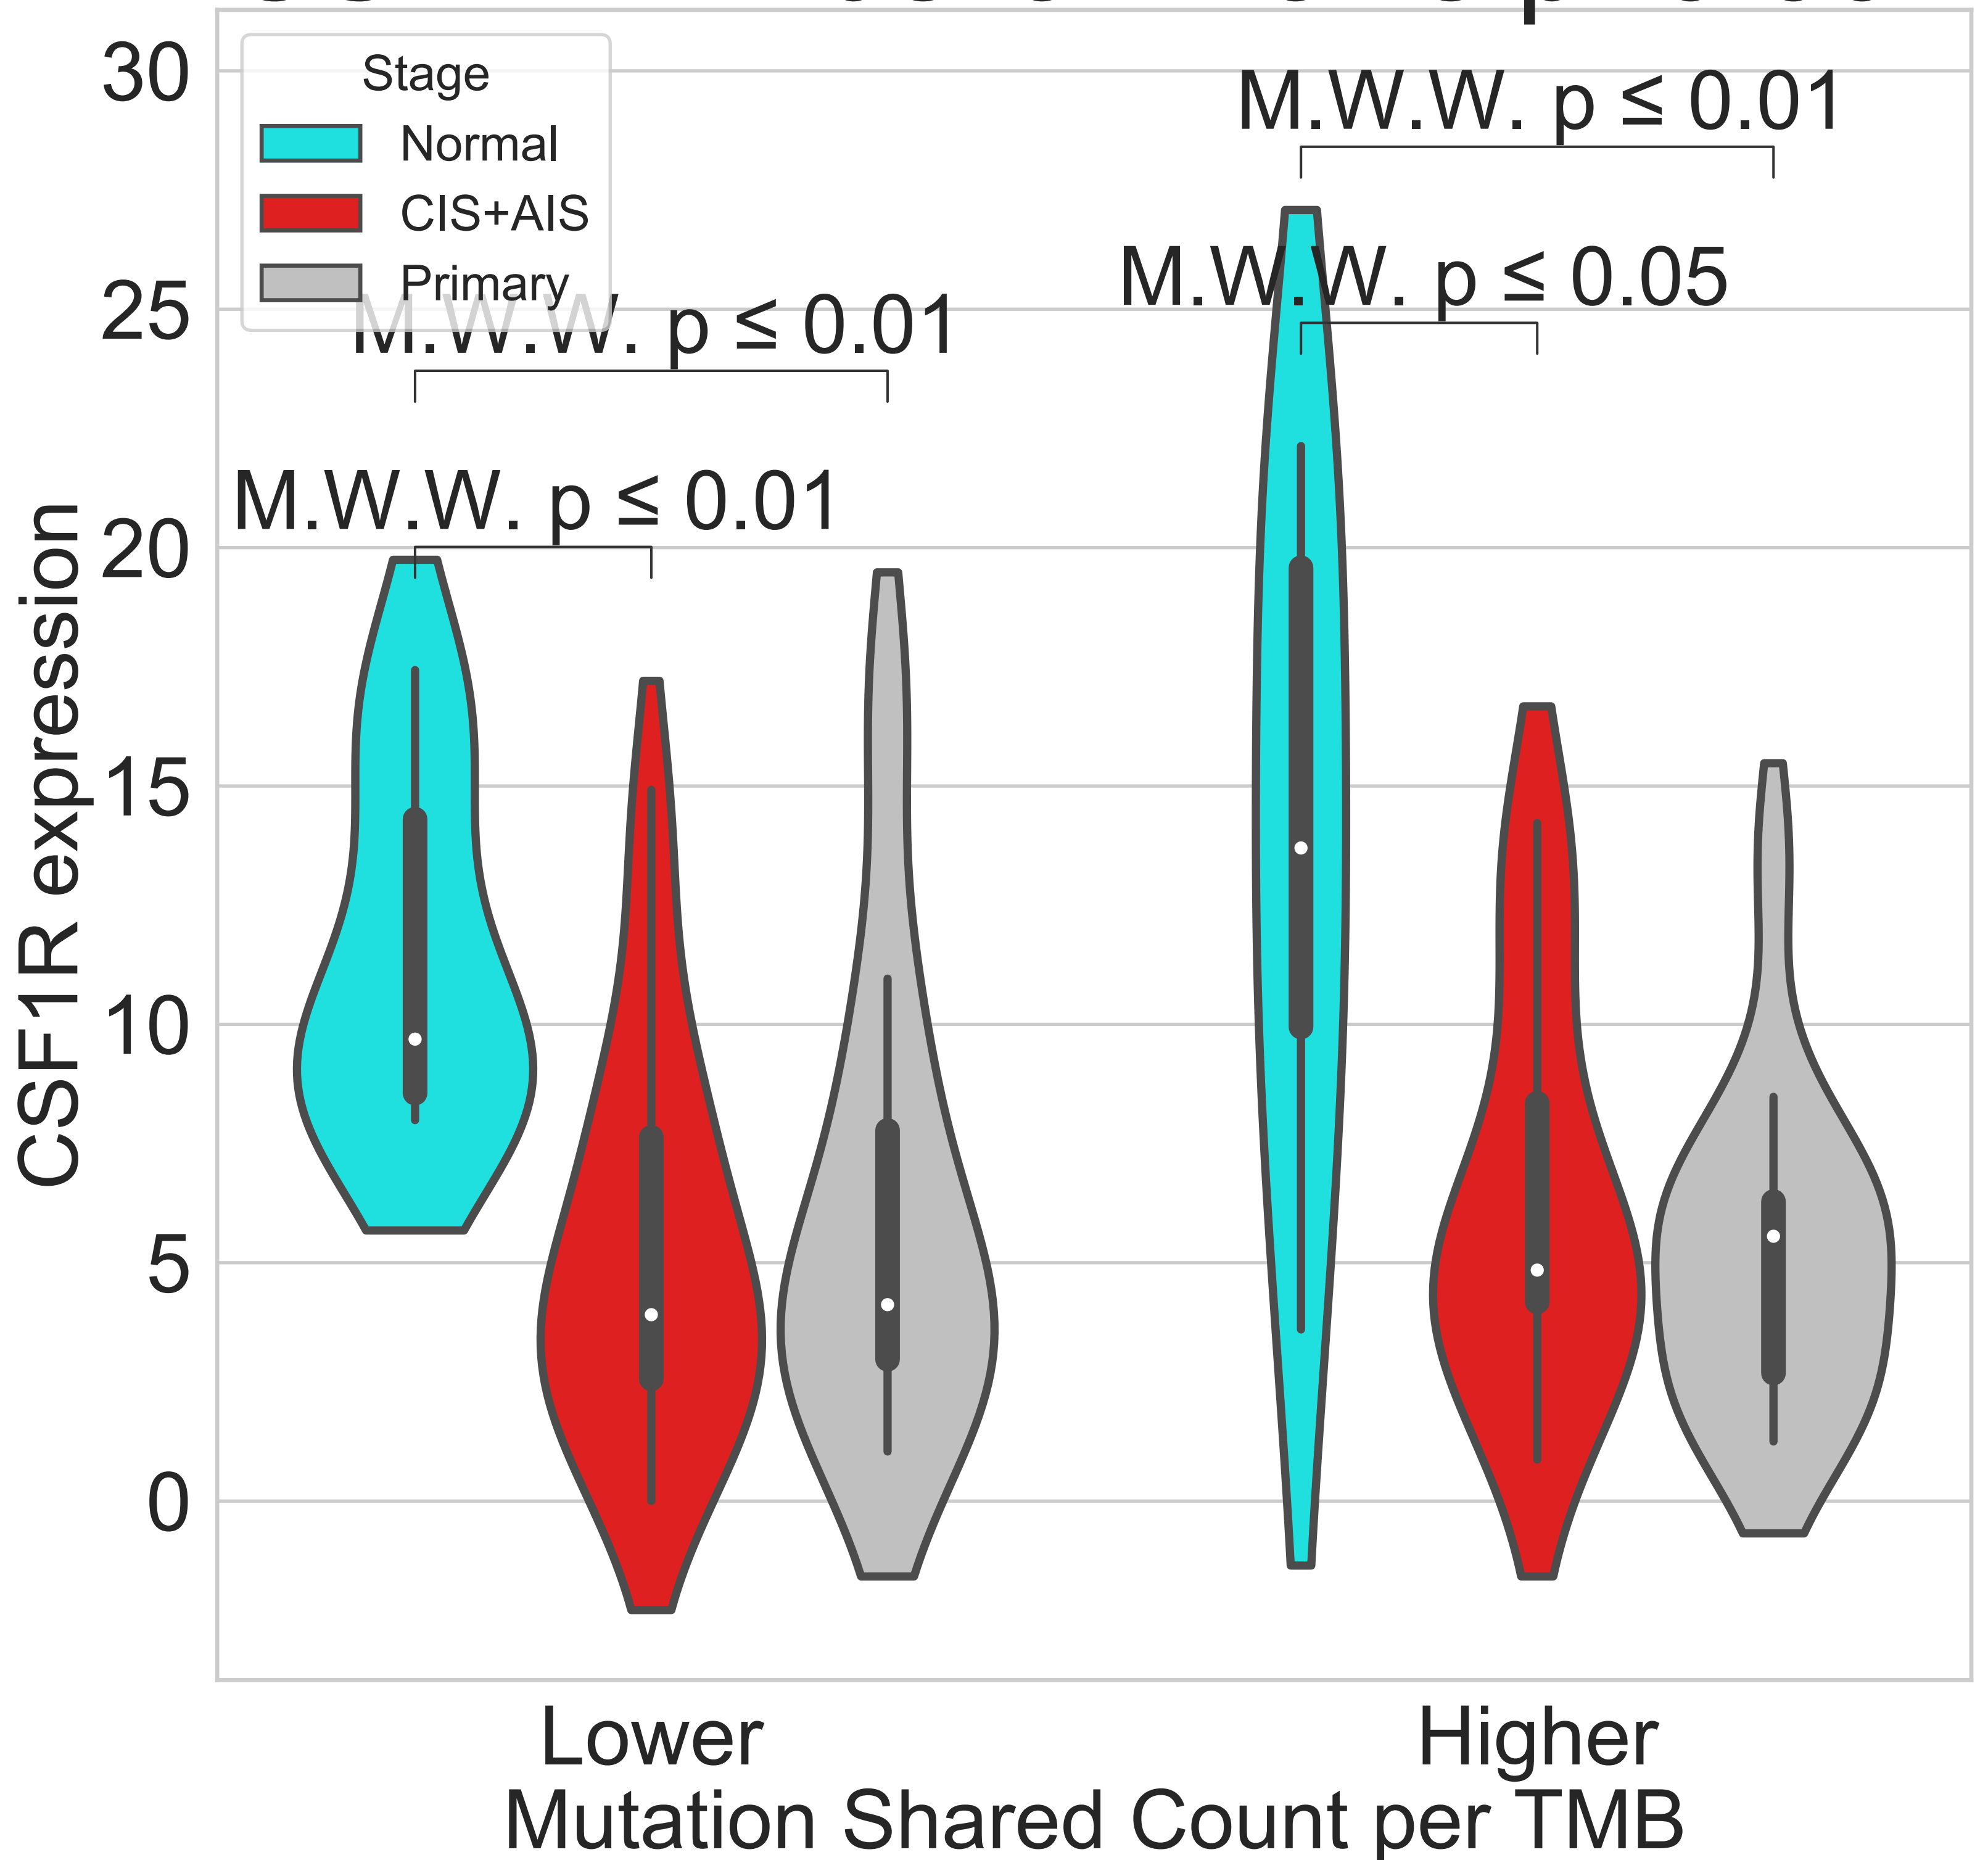 30
25
20
15
10
5
0
CSF1R expression
Stage
Normal
CIS+AIS
Primary
M.W.W. p ≤ 0.01
M.W.W. p ≤ 0.05
M.W.W. p ≤ 0.01
M.W.W. p ≤ 0.01
Lower
Higher
Mutation Shared Count per TMB